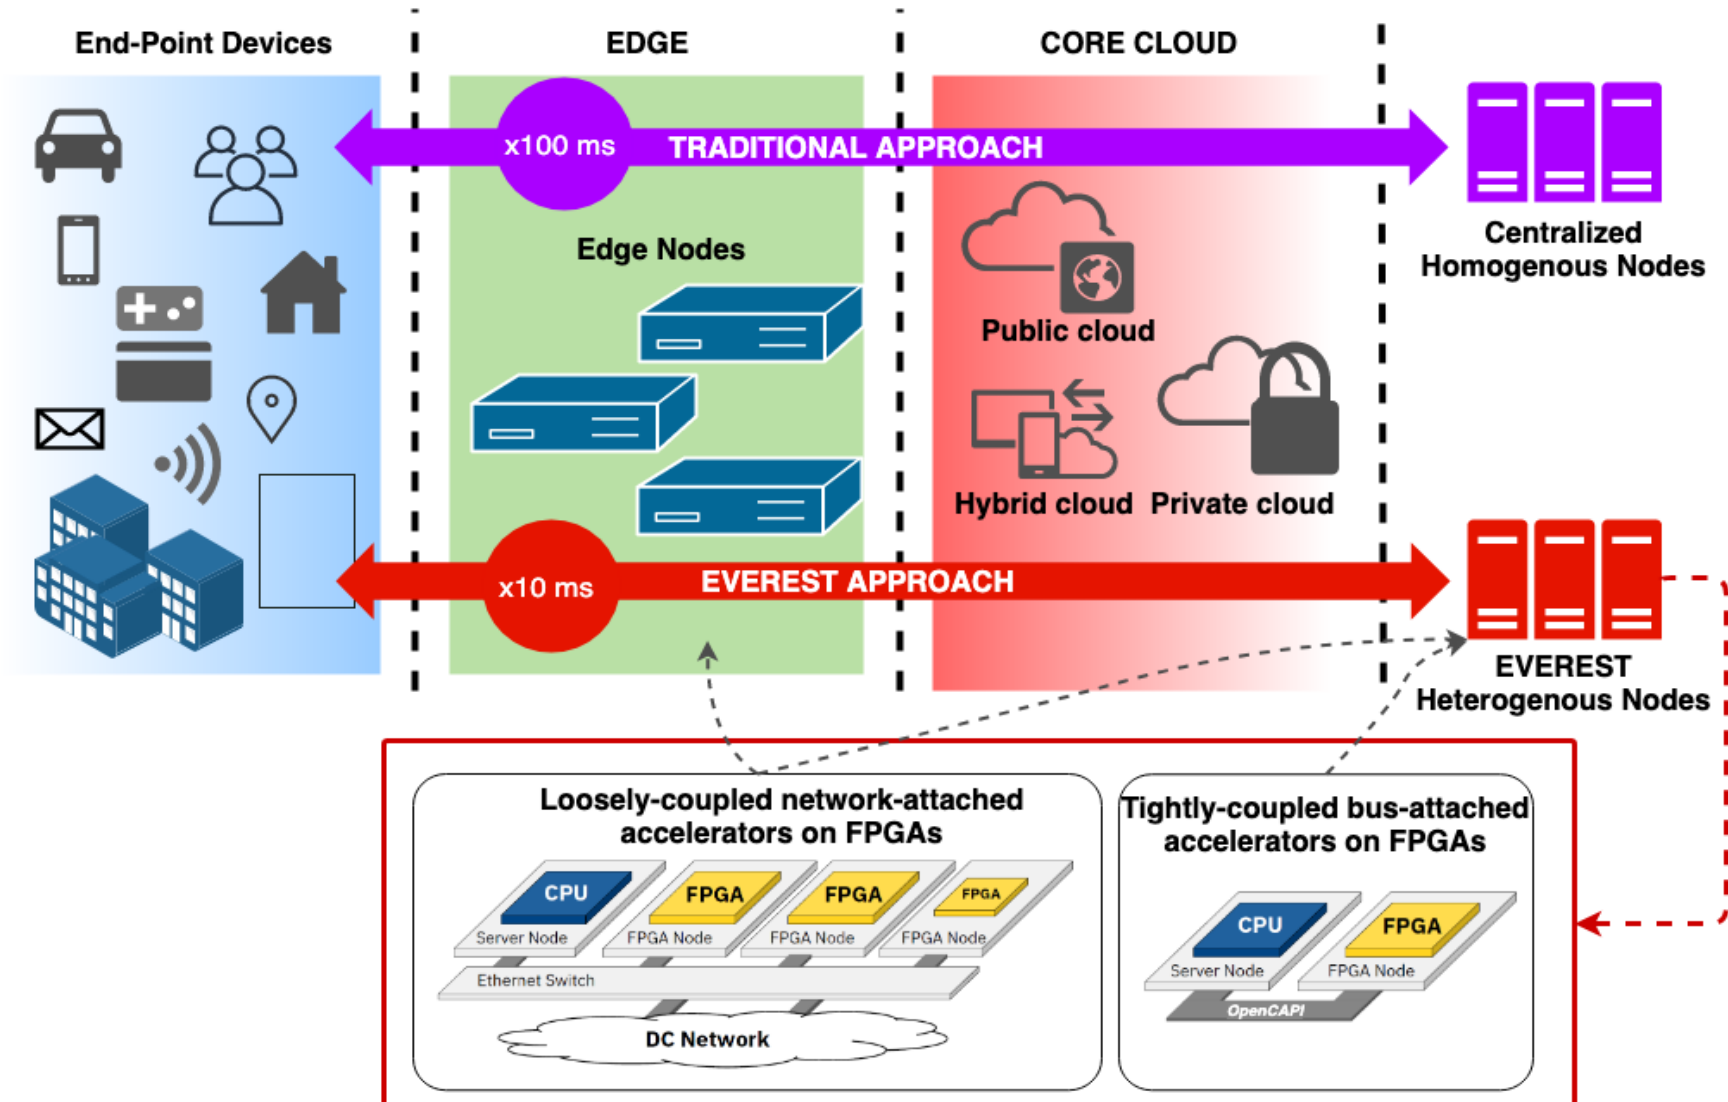 End-Point Devices
EDGE
CORE CLOUD
x100 ms
TRADITIONAL APPROACH
Centralized
Homogenous Nodes
Edge Nodes
Public cloud
Hybrid cloud
Private cloud
x10 ms
EVEREST APPROACH
EVEREST
Heterogenous Nodes
Loosely-coupled network-attached
accelerators on FPGAs
CPU
FPGA
FPGA
FPGA
Server Node
FPGA Node
FPGA Node
FPGA Node
Ethernet Switch
DC Network
Tightly-coupled bus-attached
accelerators on FPGAs
CPU
FPGA
Server Node
FPGA Node
OpenCAPI